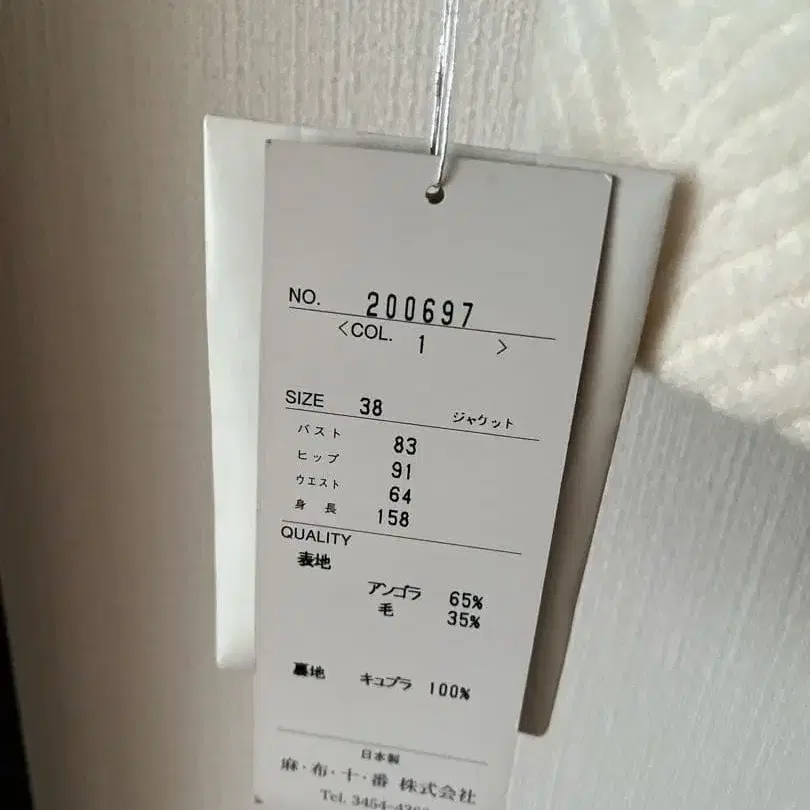 NO. 200697
<COL. 1 >
SIZE 38 ジャケット
バスト 83
ヒップ 91
ウエスト 64
身長 158
QUALITY
表地
アンゴラ 65%
毛 35%
裏地 キュプラ 100%
日本製
麻・布・十・番 株式会社
Tel. 3454-